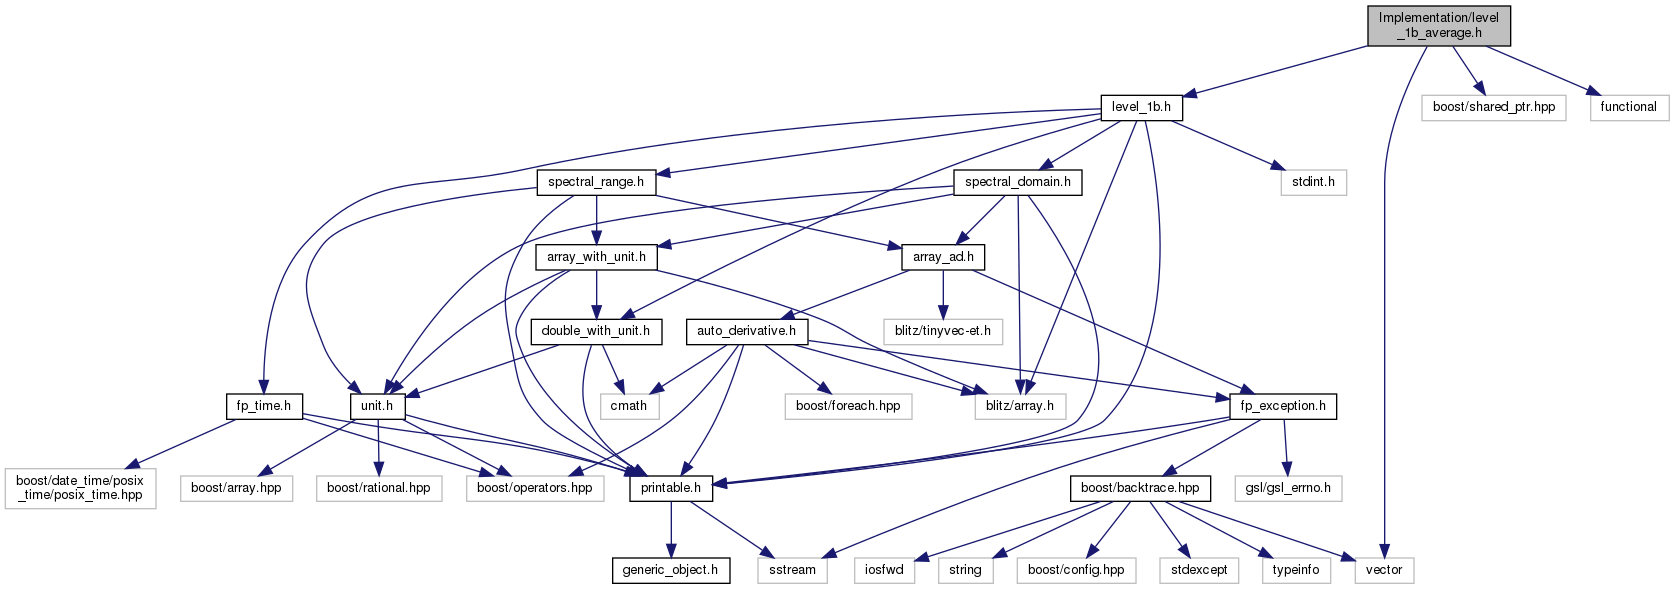 Implementation/level
_1b_average.h
level_1b.h
boost/shared_ptr.hpp
functional
spectral_range.h
spectral_domain.h
stdint.h
array_with_unit.h
array_ad.h
double_with_unit.h
auto_derivative.h
blitz/tinyvec-et.h
fp_time.h
unit.h
cmath
boost/foreach.hpp
blitz/array.h
fp_exception.h
boost/date_time/posix
_time/posix_time.hpp
boost/array.hpp
boost/rational.hpp
boost/operators.hpp
printable.h
boost/backtrace.hpp
gsl/gsl_errno.h
generic_object.h
sstream
iosfwd
string
boost/config.hpp
stdexcept
typeinfo
vector